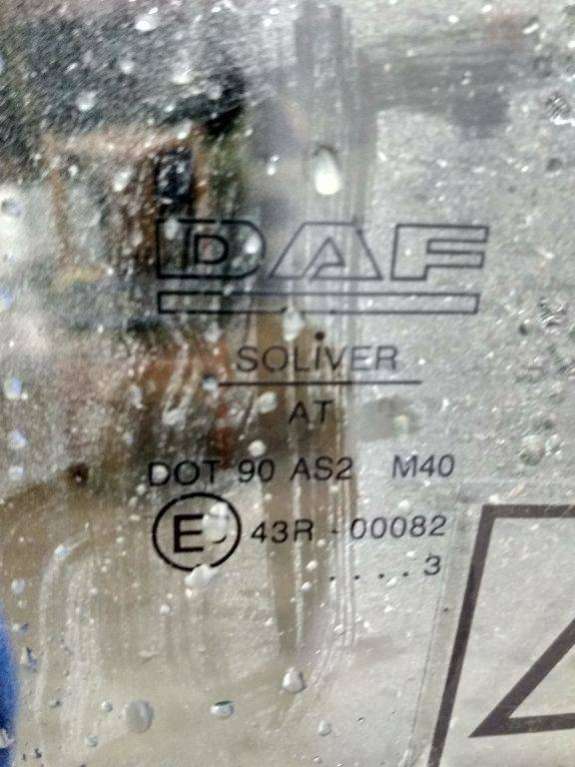 DAF
SOLIVER
AT
DOT 90 AS2 M40
E 43R-00082
....3